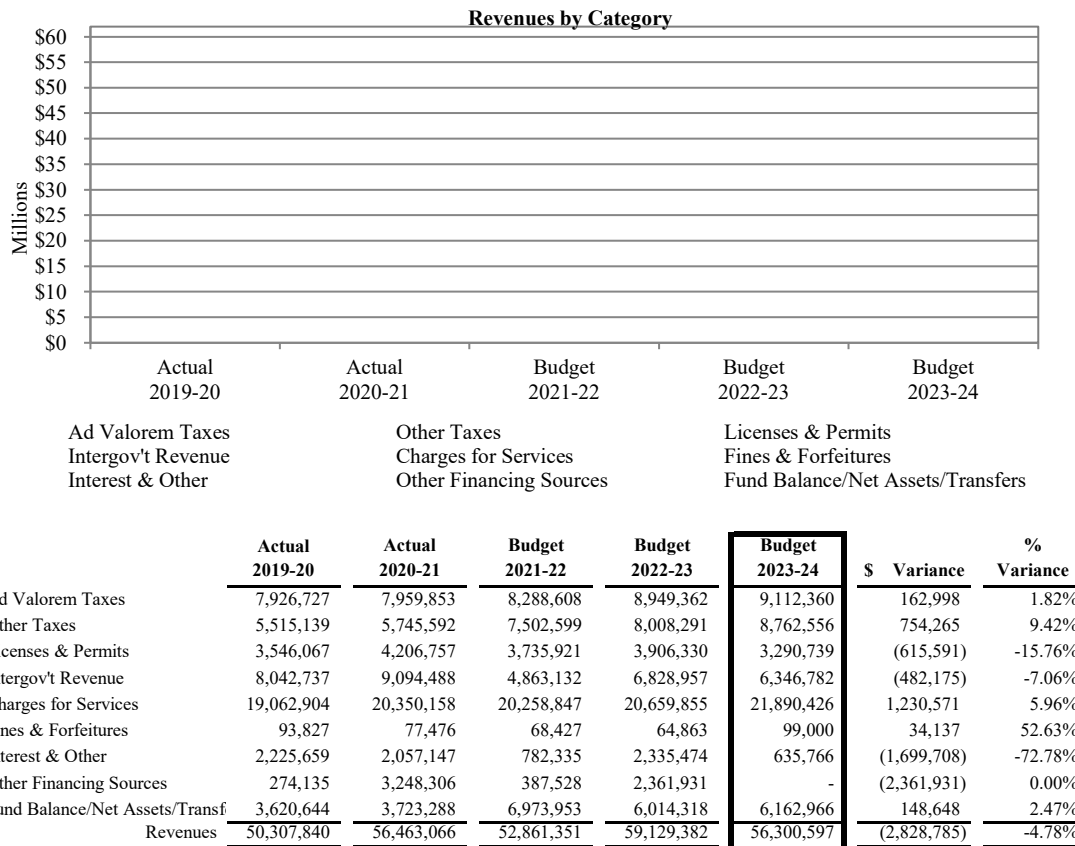 Revenues by Category
$60
$55
$50
$45
$40
$35
$30
$25
$20
$15
$10
$5
$0
Millions
Actual Actual Budget Budget Budget
2019-20 2020-21 2021-22 2022-23 2023-24
Ad Valorem Taxes Other Taxes Licenses & Permits
Intergov't Revenue Charges for Services Fines & Forfeitures
Interest & Other Other Financing Sources Fund Balance/Net Assets/Transfers
Actual Actual Budget Budget Budget %
2019-20 2020-21 2021-22 2022-23 2023-24 $ Variance Variance
d Valorem Taxes 7,926,727 7,959,853 8,288,608 8,949,362 9,112,360 162,998 1.82%
ther Taxes 5,515,139 5,745,592 7,502,599 8,008,291 8,762,556 754,265 9.42%
censes & Permits 3,546,067 4,206,757 3,735,921 3,906,330 3,290,739 (615,591) -15.76%
tergov't Revenue 8,042,737 9,094,488 4,863,132 6,828,957 6,346,782 (482,175) -7.06%
harges for Services 19,062,904 20,350,158 20,258,847 20,659,855 21,890,426 1,230,571 5.96%
nes & Forfeitures 93,827 77,476 68,427 64,863 99,000 34,137 52.63%
terest & Other 2,225,659 2,057,147 782,335 2,335,474 635,766 (1,699,708) -72.78%
ther Financing Sources 274,135 3,248,306 387,528 2,361,931 - (2,361,931) 0.00%
und Balance/Net Assets/Transf 3,620,644 3,723,288 6,973,953 6,014,318 6,162,966 148,648 2.47%
Revenues 50,307,840 56,463,066 52,861,351 59,129,382 56,300,597 (2,828,785) -4.78%